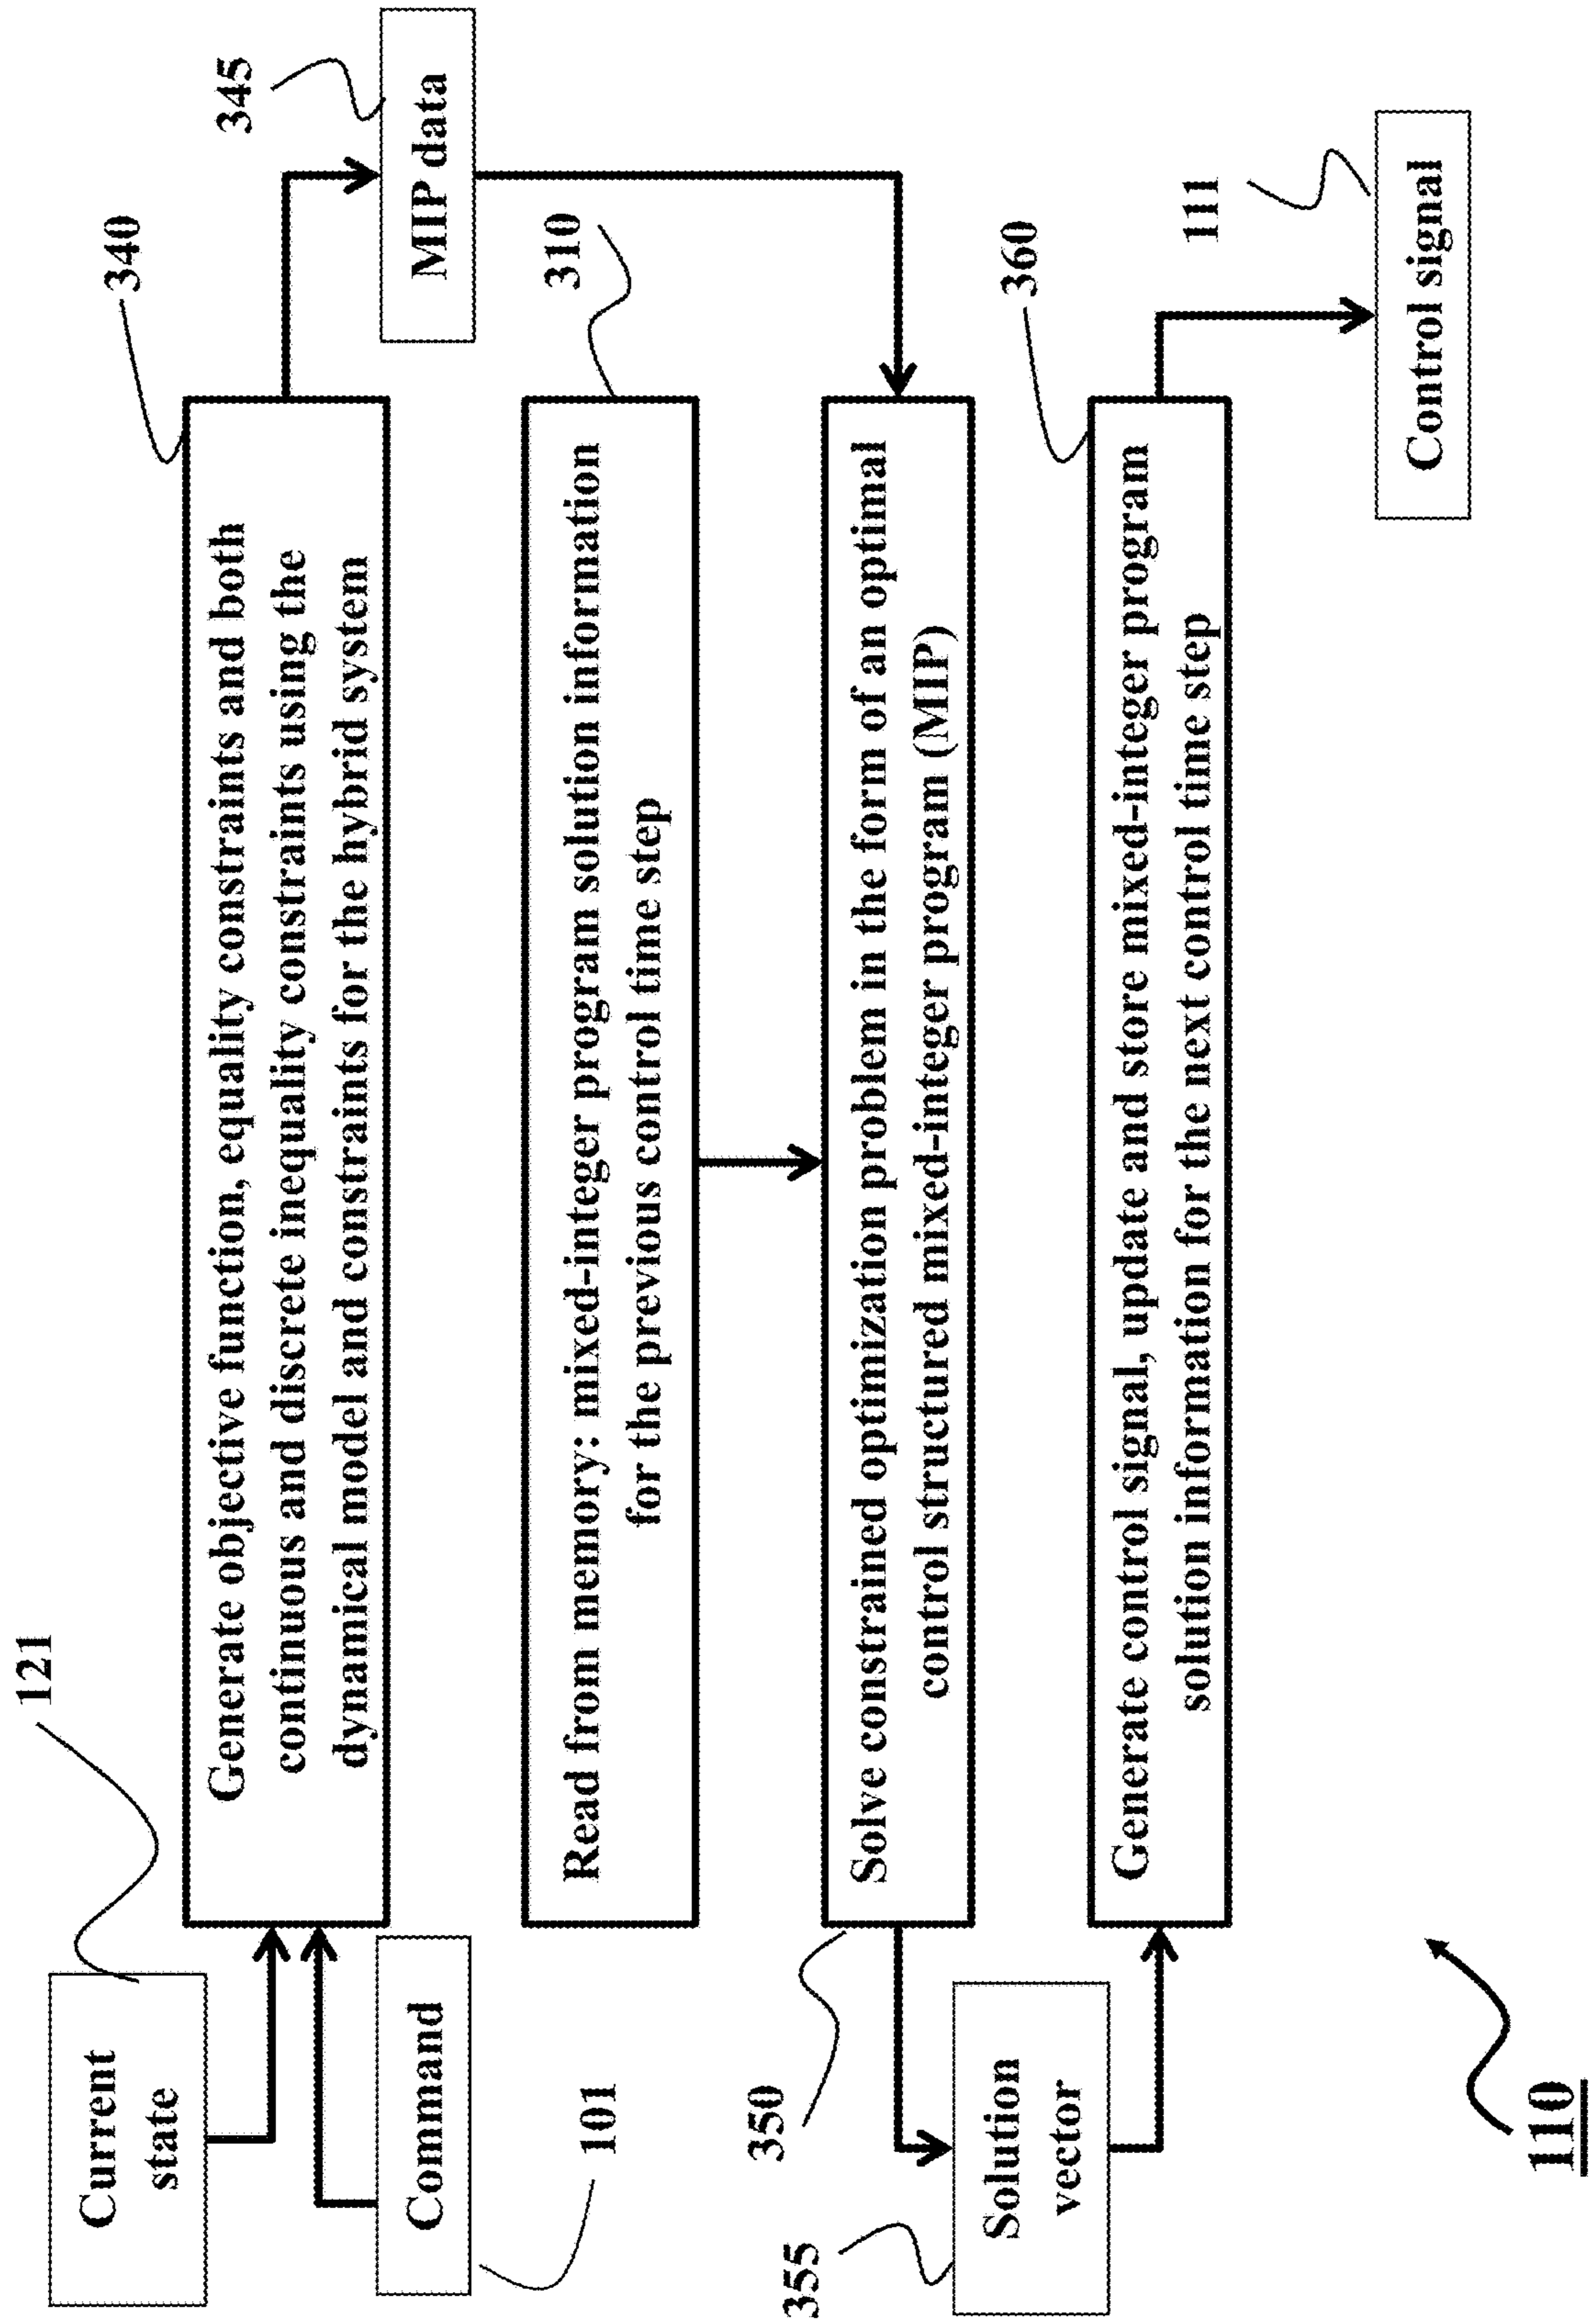 121
Current
state
Command
101
340
Generate objective function, equality constraints and both
continuous and discrete inequality constraints using the
dynamical model and constraints for the hybrid system
345
MIP data
310
Read from memory: mixed-integer program solution information
for the previous control time step
350
Solve constrained optimization problem in the form of an optimal
control structured mixed-integer program (MIP)
355
Solution
vector
360
Generate control signal, update and store mixed-integer program
solution information for the next control time step
111
Control signal
110